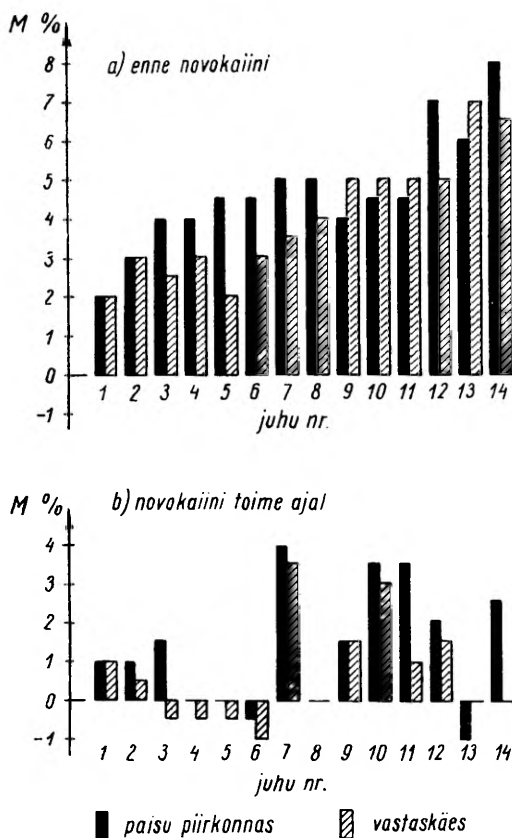 M %
a) enne novokaiini
8
7
6
5
4
3
2
1
0
-1
1 2 3 4 5 6 7 8 9 10 11 12 13 14
juhu nr.
M %
b) novokaiini toime ajal
4
3
2
1
0
-1
1 2 3 4 5 6 7 8 9 10 11 12 13 14
juhu nr.
paisu piirkonnas vastaskäes